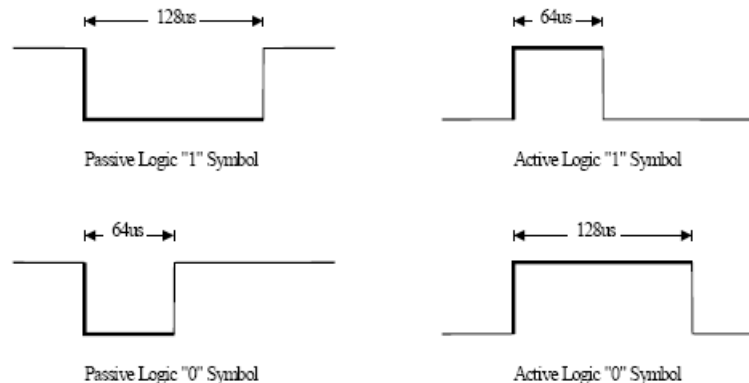 128us
64us
Passive Logic "1" Symbol
Active Logic "1" Symbol
64us
128us
Passive Logic "0" Symbol
Active Logic "0" Symbol